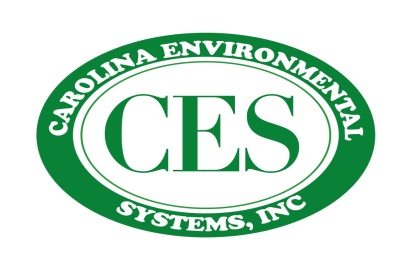 CAROLINA ENVIRONMENTAL
CES
SYSTEMS, INC